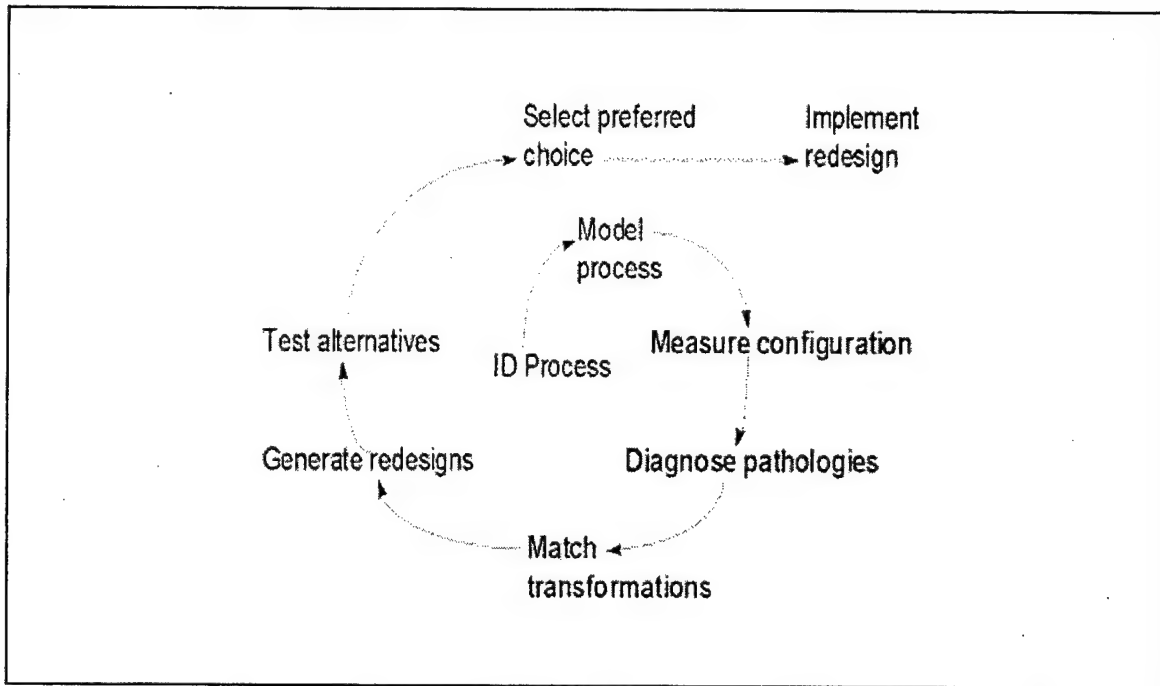 Select preferred
choice
Implement
redesign
Model
process
Test alternatives
ID Process
Measure configuration
Generate redesigns
Diagnose pathologies
Match
transformations